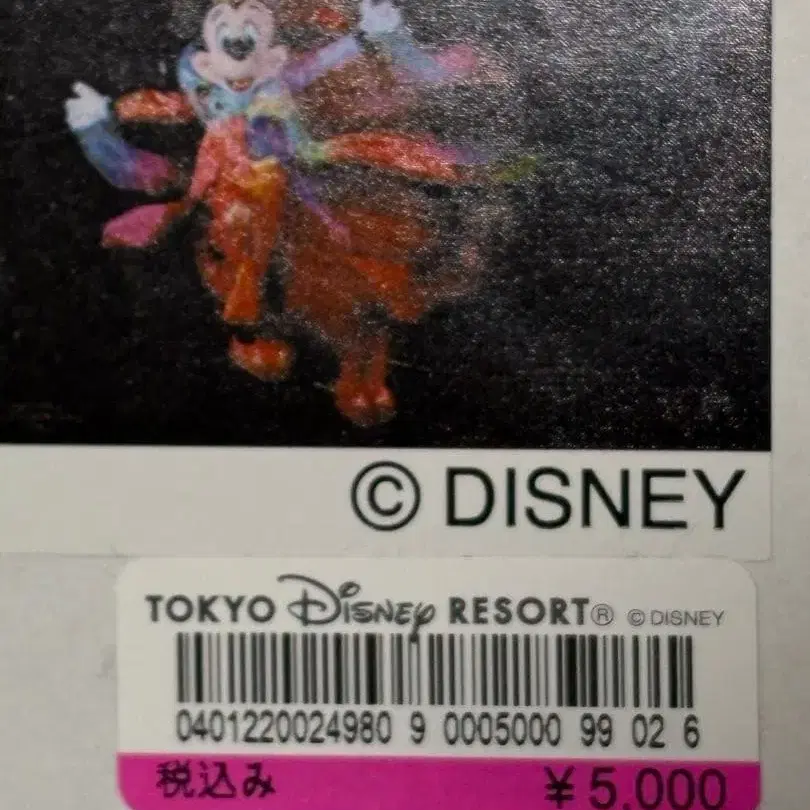 © DISNEY
TOKYO Disney RESORT® © DISNEY
0401220024980 9 0005000 99 02 6
税込み ¥5,000